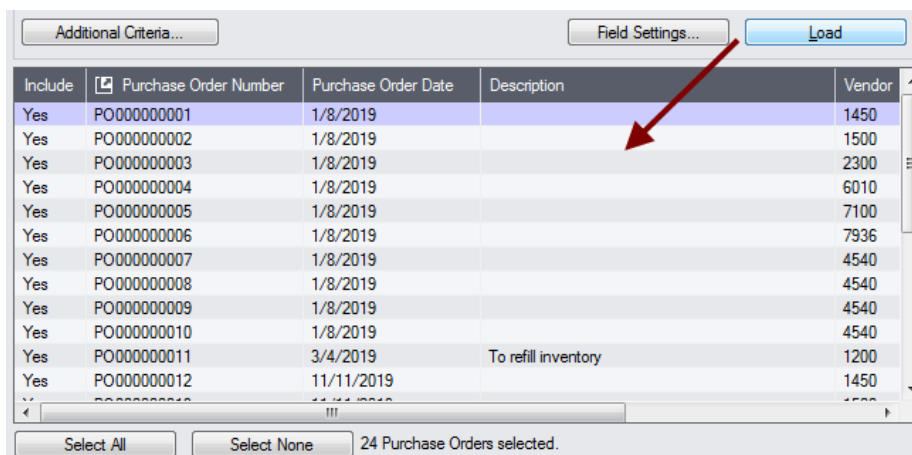 Additional Criteria... Field Settings... Load
Include Purchase Order Number Purchase Order Date Description Vendor
Yes PO000000001 1/8/2019 1450
Yes PO000000002 1/8/2019 1500
Yes PO000000003 1/8/2019 2300
Yes PO000000004 1/8/2019 6010
Yes PO000000005 1/8/2019 7100
Yes PO000000006 1/8/2019 7936
Yes PO000000007 1/8/2019 4540
Yes PO000000008 1/8/2019 4540
Yes PO000000009 1/8/2019 4540
Yes PO000000010 1/8/2019 4540
Yes PO000000011 3/4/2019 To refill inventory 1200
Yes PO000000012 11/11/2019 1450
Select All Select None 24 Purchase Orders selected.